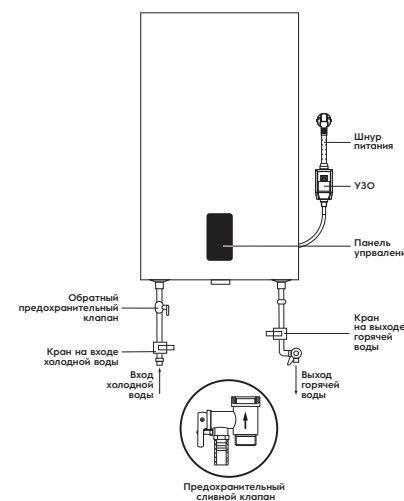 Шнур
питания
УЗО
Панель
упрвалени
Обратный
предохранительный
клапан
Кран на входе
холодной воды
Вход
холодной
воды
Кран
на выходе
горячей
воды
Выход
горячей
воды
Предохранительный
сливной клапан